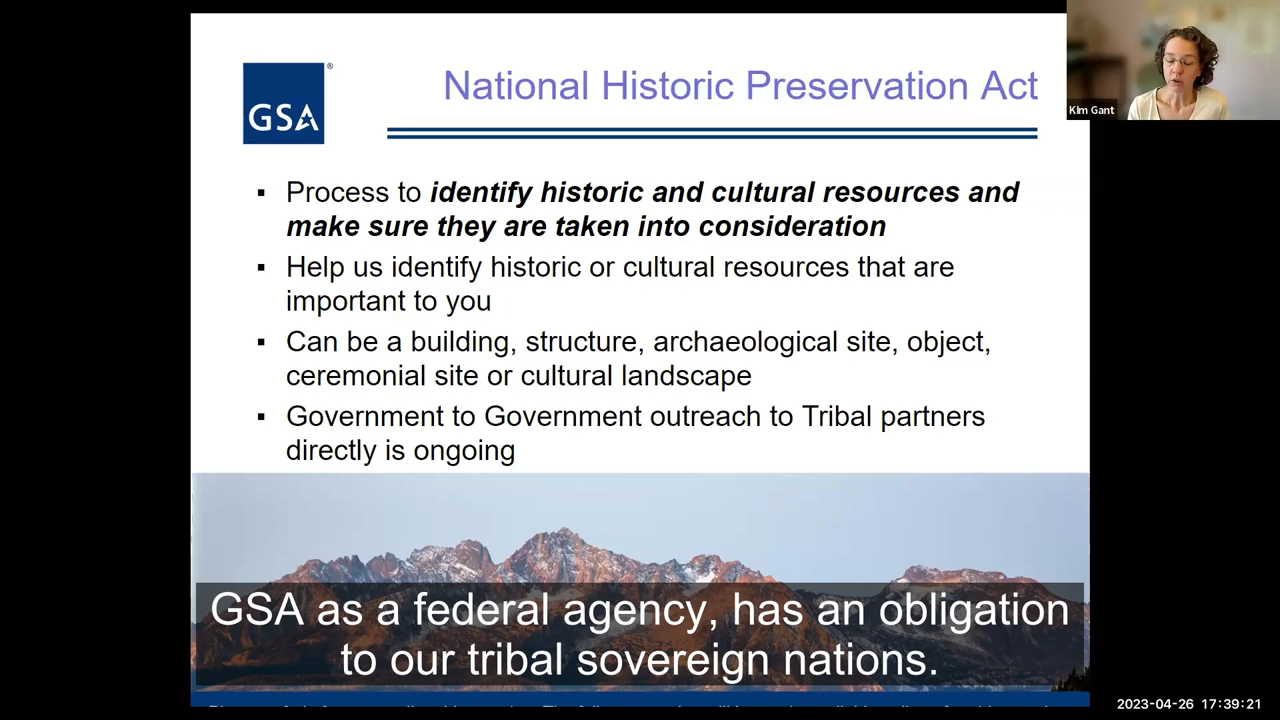 GSA
®
National Historic Preservation Act
Kim Gant
▪ Process to identify historic and cultural resources and
make sure they are taken into consideration
▪ Help us identify historic or cultural resources that are
important to you
▪ Can be a building, structure, archaeological site, object,
ceremonial site or cultural landscape
▪ Government to Government outreach to Tribal partners
directly is ongoing
GSA as a federal agency, has an obligation
to our tribal sovereign nations.
2023-04-26 17:39:21